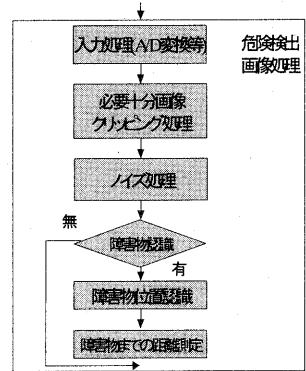 入力処理(A/D変換等)
危険検出
画像処理
必要十分画像
クリッピング処理
ノイズ処理
無
障害物認識
有
障害物位置認識
障害物までの距離測定